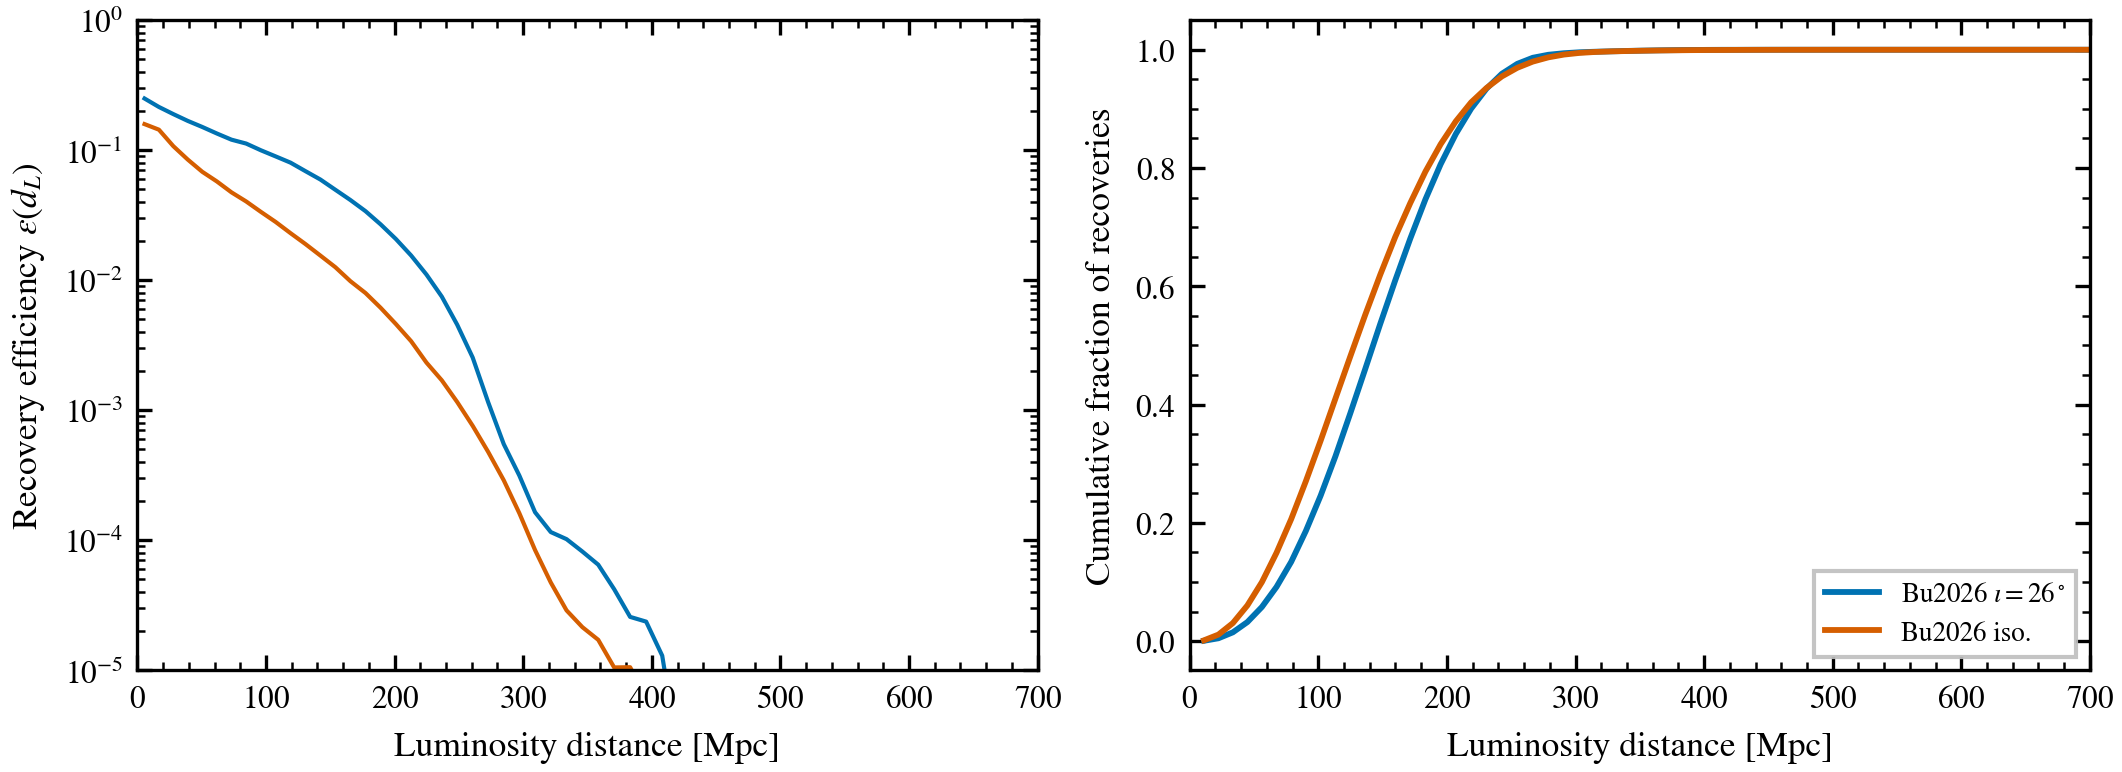 Recovery efficiency ε(d_L)
10^0
10^−1
10^−2
10^−3
10^−4
10^−5
0 100 200 300 400 500 600 700
Luminosity distance [Mpc]
Cumulative fraction of recoveries
1.0
0.8
0.6
0.4
0.2
0.0
Bu2026 ι = 26°
Bu2026 iso.
0 100 200 300 400 500 600 700
Luminosity distance [Mpc]